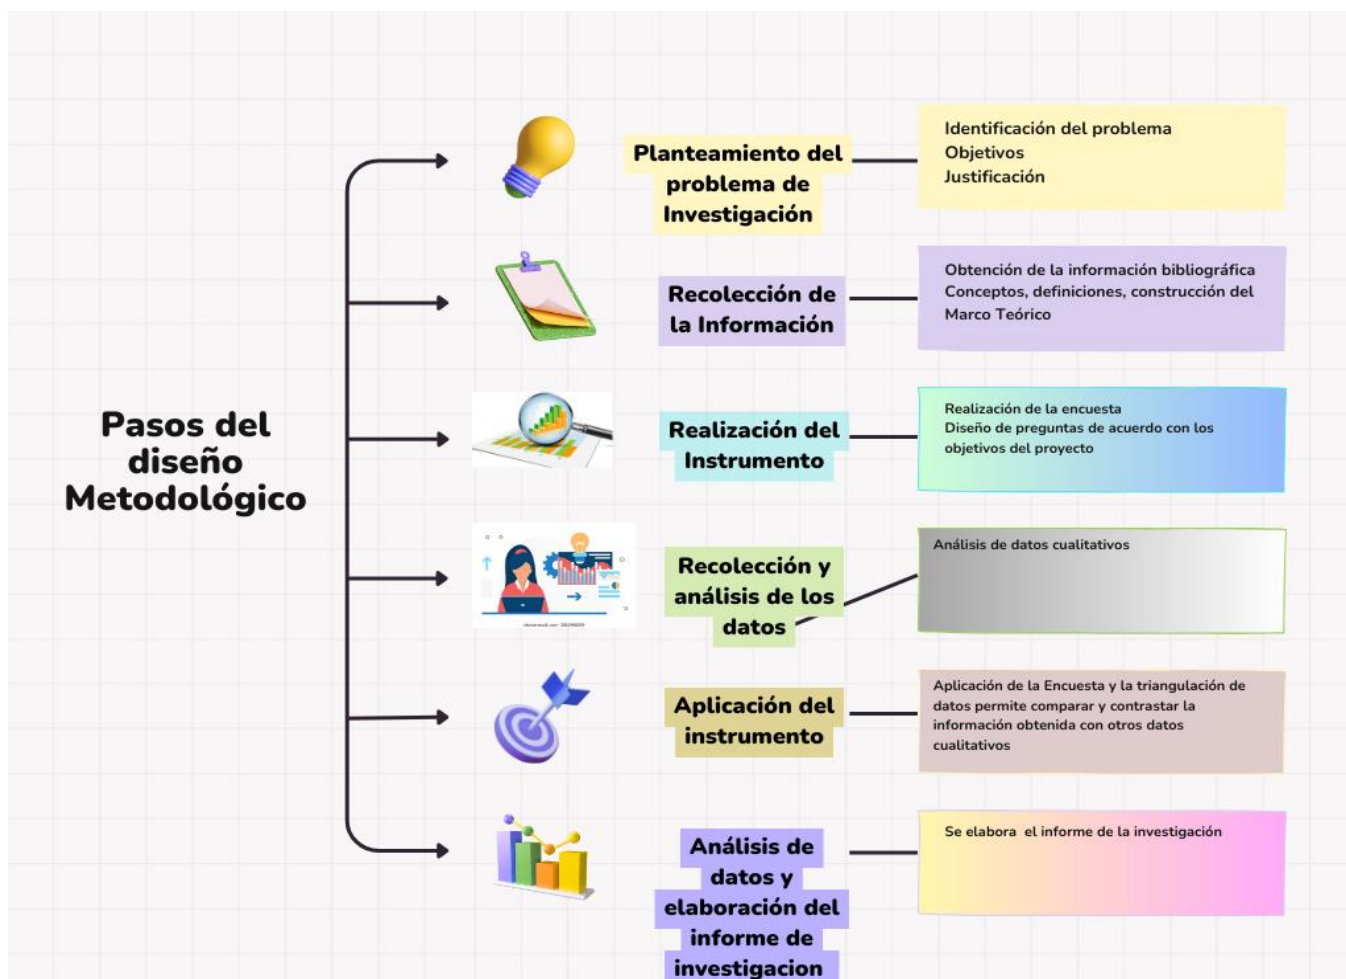 Pasos del
diseño
Metodológico
Planteamiento del
problema de
Investigación
Identificación del problema
Objetivos
Justificación
Recolección de
la Información
Obtención de la información bibliográfica
Conceptos, definiciones, construcción del
Marco Teórico
Realización del
Instrumento
Realización de la encuesta
Diseño de preguntas de acuerdo con los
objetivos del proyecto
Recolección y
análisis de los
datos
Análisis de datos cualitativos
Aplicación del
instrumento
Aplicación de la Encuesta y la triangulación de
datos permite comparar y contrastar la
información obtenida con otros datos
cualitativos
Análisis de
datos y
elaboración del
informe de
investigacion
Se elabora el informe de la investigación